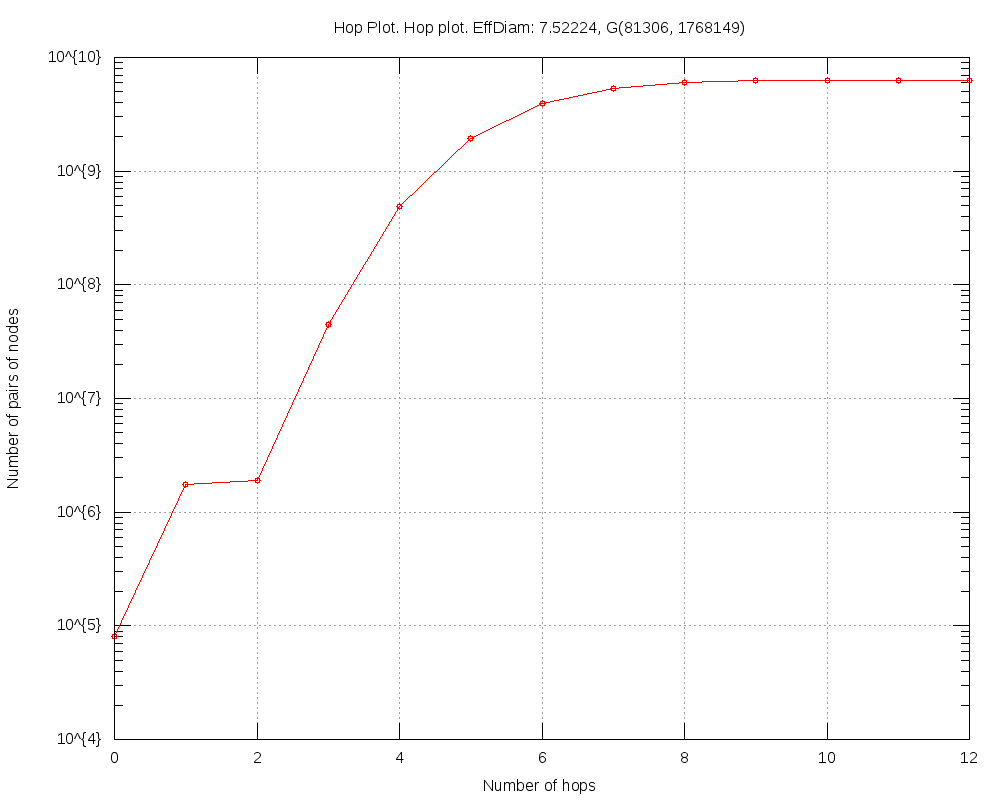 Hop Plot. Hop plot. EffDiam: 7.52224, G(81306, 1768149)
10^{10}
10^{9}
10^{8}
10^{7}
10^{6}
10^{5}
10^{4}
Number of pairs of nodes
0 2 4 6 8 10 12
Number of hops